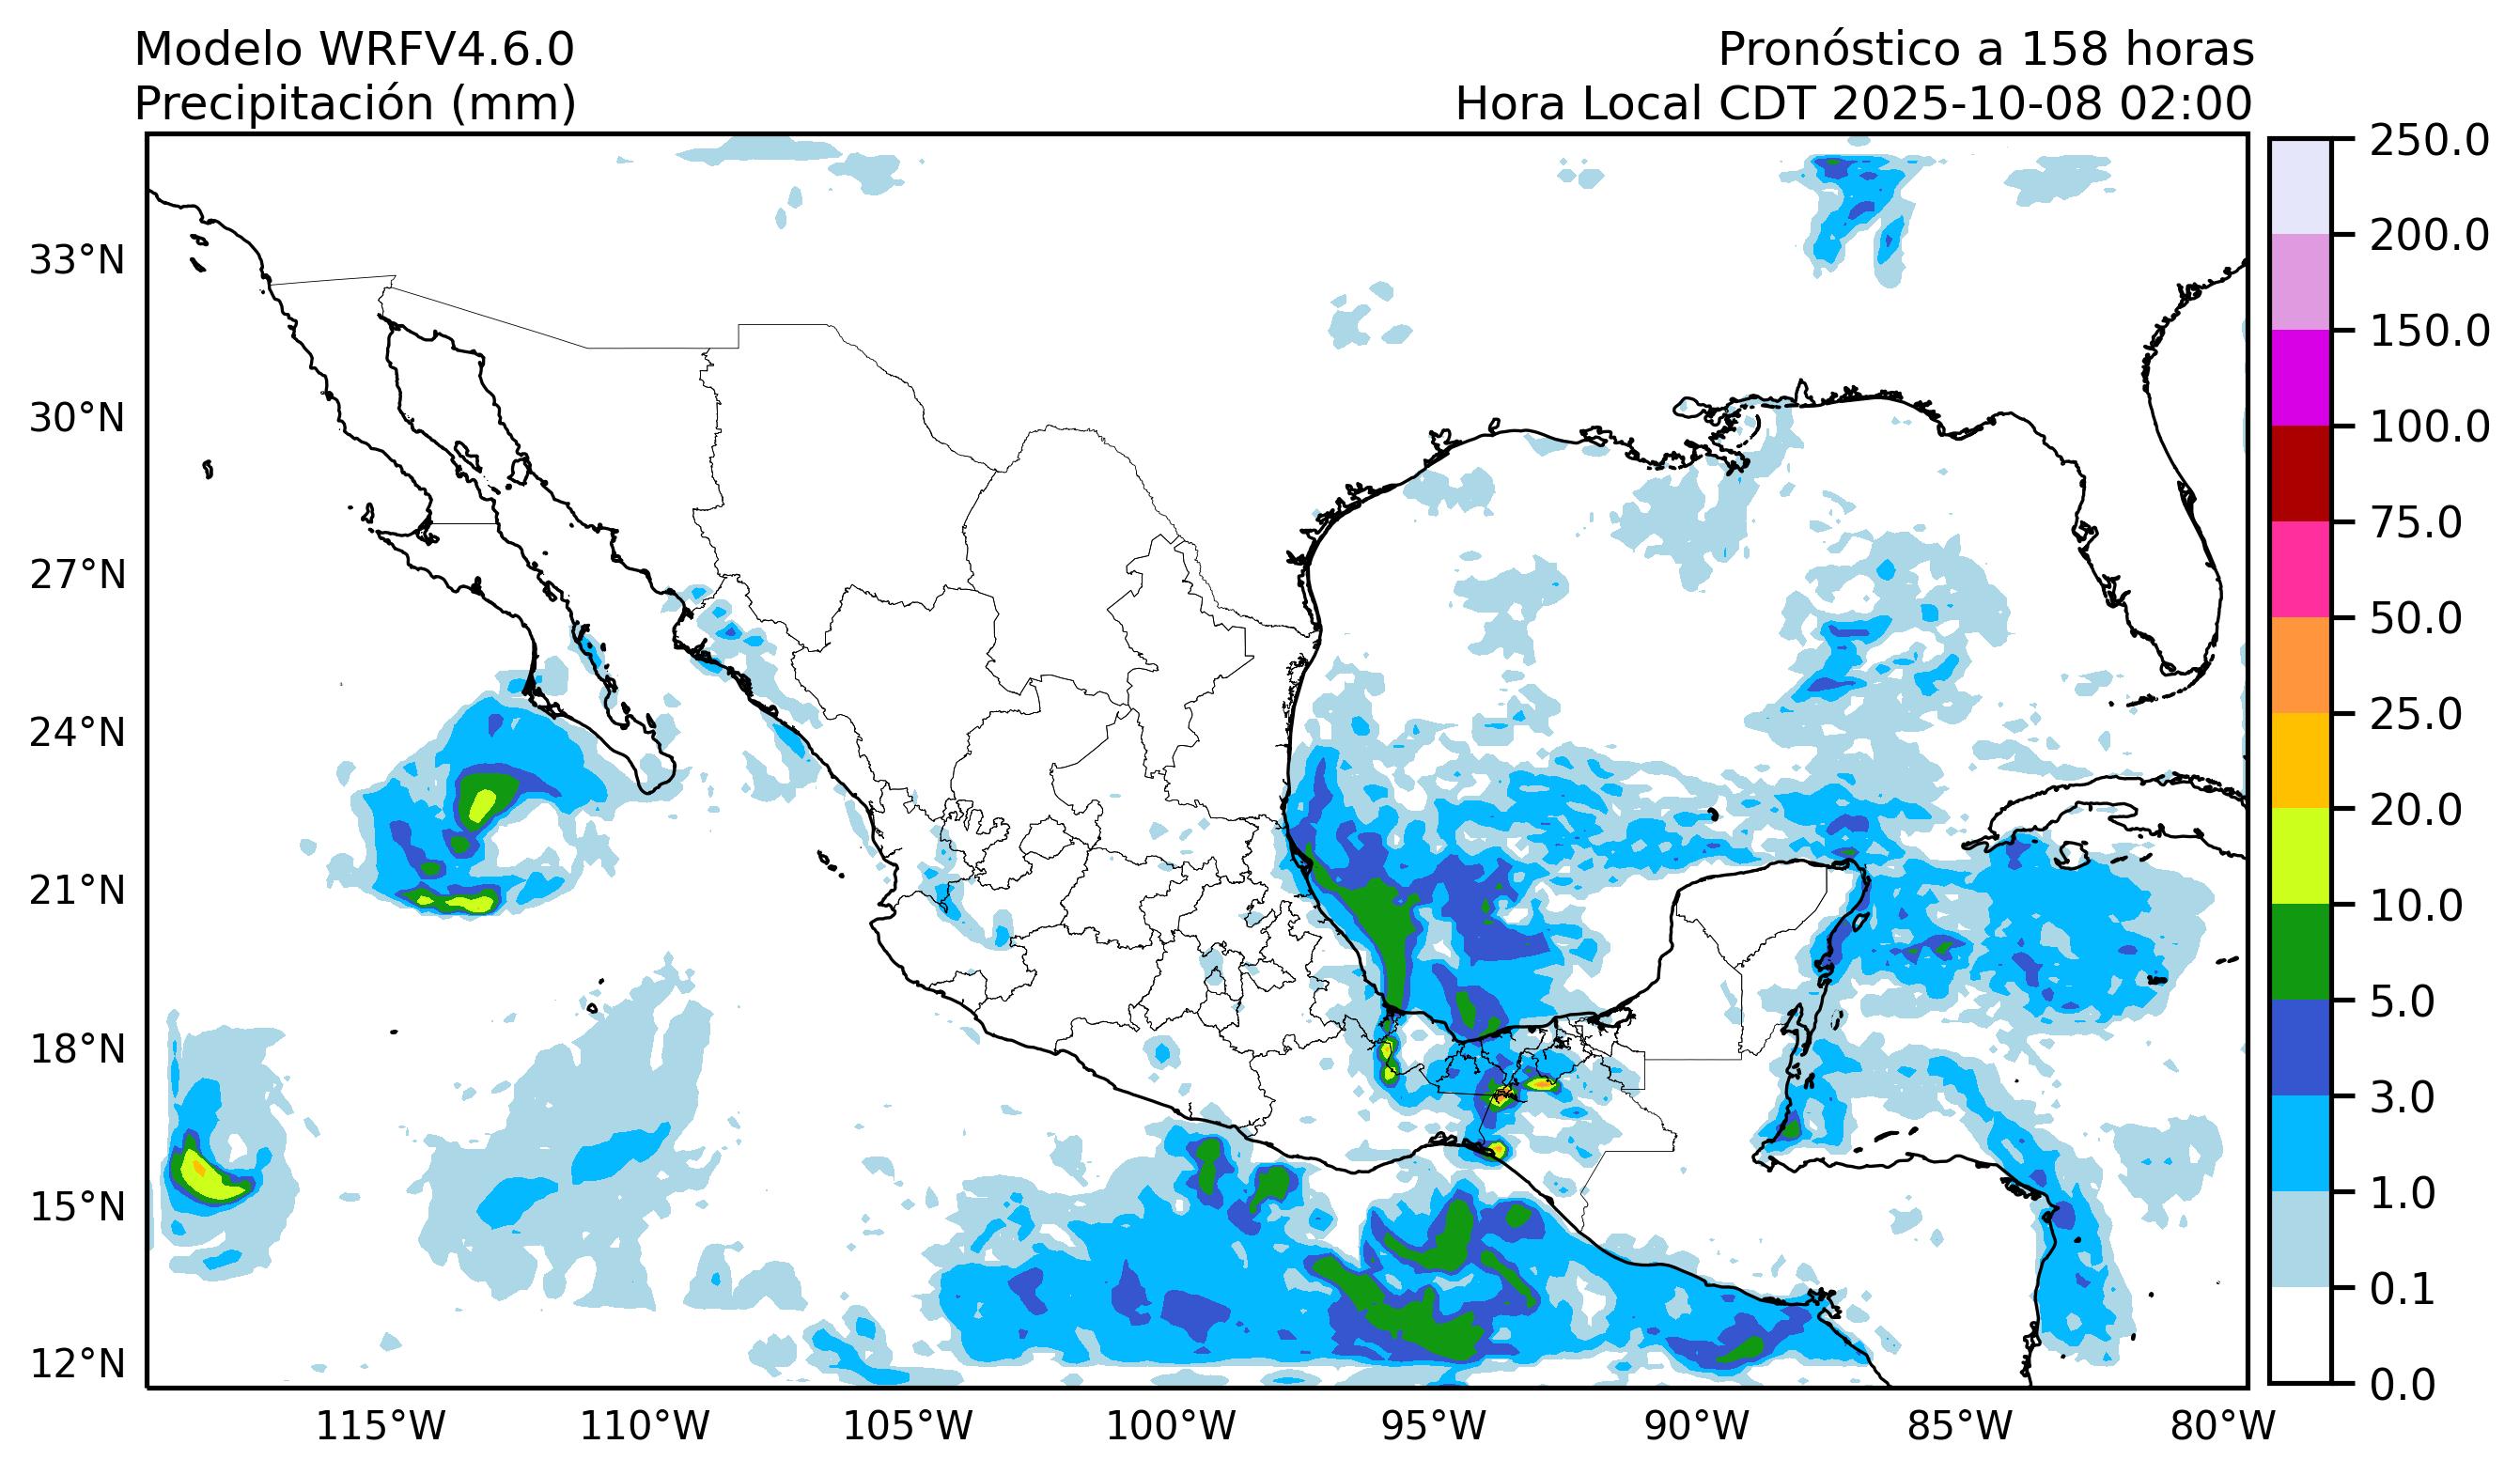 Modelo WRFV4.6.0
Precipitación (mm)
Pronóstico a 158 horas
Hora Local CDT 2025-10-08 02:00
33°N
30°N
27°N
24°N
21°N
18°N
15°N
12°N
115°W
110°W
105°W
100°W
95°W
90°W
85°W
80°W
250.0
200.0
150.0
100.0
75.0
50.0
25.0
20.0
10.0
5.0
3.0
1.0
0.1
0.0